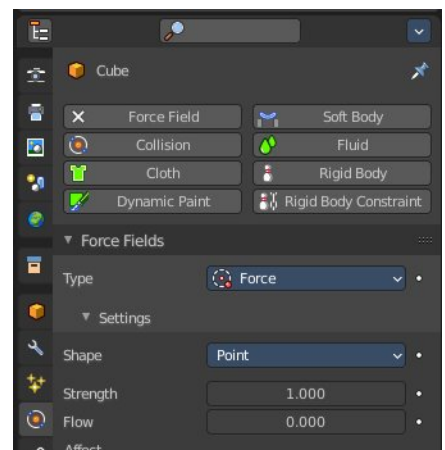 Cube
Force Field Soft Body
Collision Fluid
Cloth Rigid Body
Dynamic Paint Rigid Body Constraint
Force Fields
Type Force
Settings
Shape Point
Strength 1.000
Flow 0.000
Affect